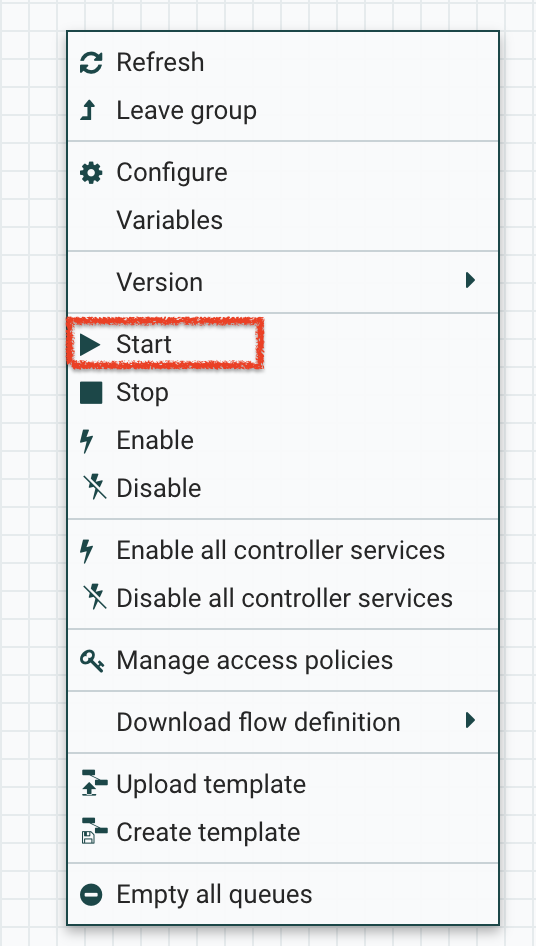 Refresh
Leave group
Configure
Variables
Version
Start
Stop
Enable
Disable
Enable all controller services
Disable all controller services
Manage access policies
Download flow definition
Upload template
Create template
Empty all queues